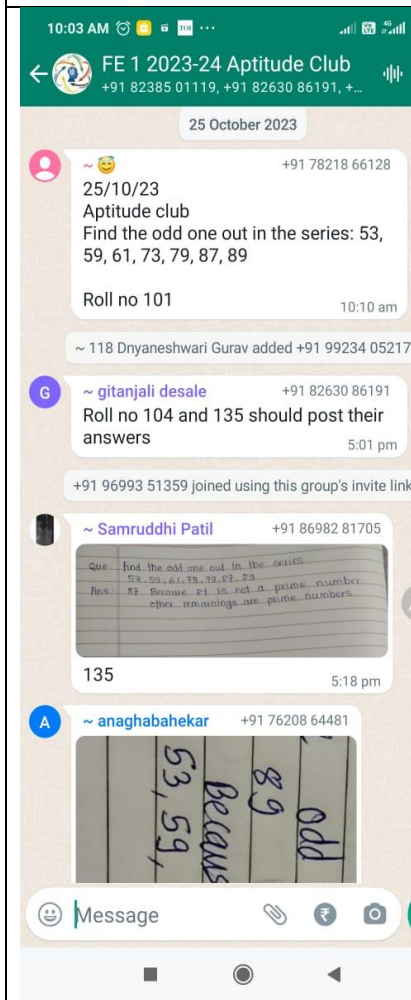 10:03 AM
4G
FE 1 2023-24 Aptitude Club
+91 82385 01119, +91 82630 86191, +...
25 October 2023
~ 😇 +91 78218 66128
25/10/23
Aptitude club
Find the odd one out in the series: 53,
59, 61, 73, 79, 87, 89
Roll no 101
10:10 am
~ 118 Dnyaneshwari Gurav added +91 99234 05217
G
~ gitanjali desale +91 82630 86191
Roll no 104 and 135 should post their
answers
5:01 pm
+91 96993 51359 joined using this group's invite link
~ Samruddhi Patil +91 86982 81705
Que find the odd one out in the series
53, 59, 61, 73, 79, 87, 89
Ans: 87 Because 87 is not a prime number
other remainings are prime numbers
135
5:18 pm
A
~ anaghabahekar +91 76208 64481
odd
89
Becaus
53, 59,
Message
₹